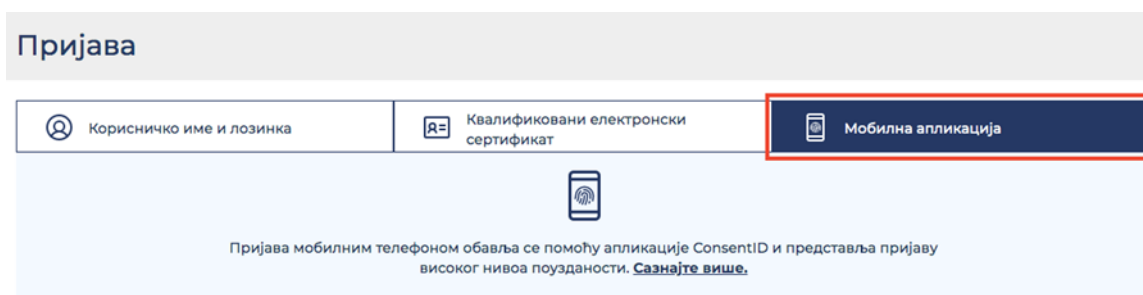 Пријава
Корисничко име и лозинка
Квалификовани електронски
сертификат
Мобилна апликација
Пријава мобилним телефоном обавља се помоћу апликације ConsentID и представља пријаву
високог нивоа поузданости. Сазнајте више.